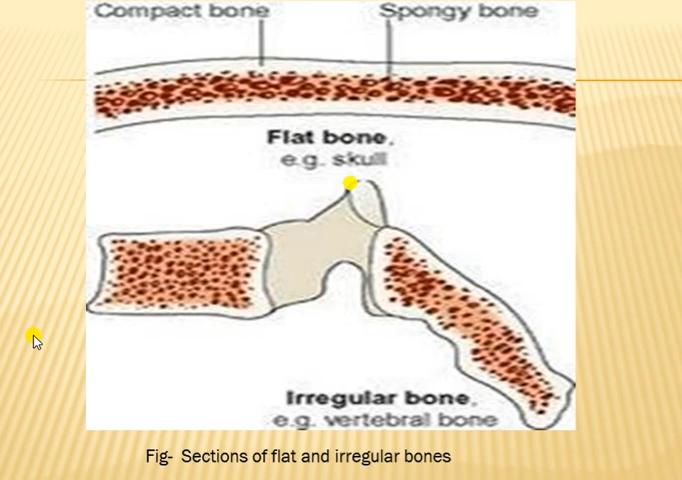 Compact bone Spongy bone
Flat bone,
e.g. skull
Irregular bone,
e.g. vertebral bone
Fig- Sections of flat and irregular bones